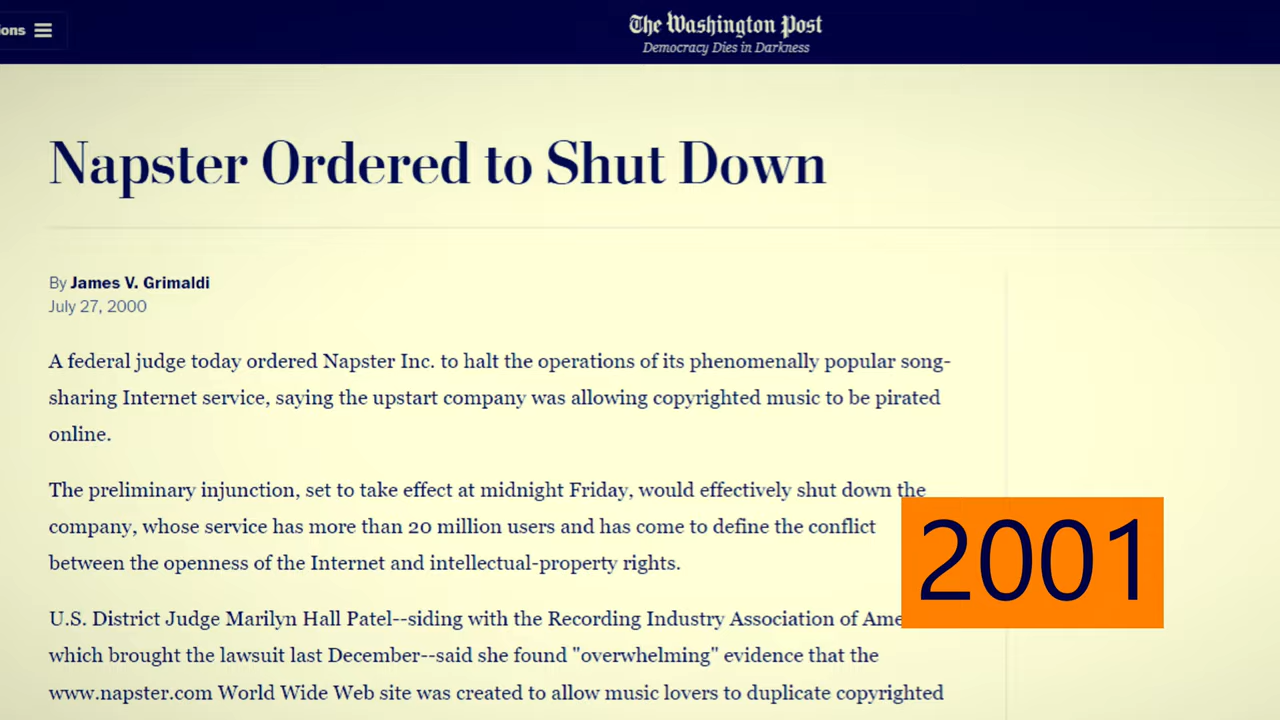 ions
The Washington Post
Democracy Dies in Darkness
Napster Ordered to Shut Down
By James V. Grimaldi
July 27, 2000
A federal judge today ordered Napster Inc. to halt the operations of its phenomenally popular song-
sharing Internet service, saying the upstart company was allowing copyrighted music to be pirated
online.
The preliminary injunction, set to take effect at midnight Friday, would effectively shut down the
company, whose service has more than 20 million users and has come to define the conflict
between the openness of the Internet and intellectual-property rights.
2001
U.S. District Judge Marilyn Hall Patel--siding with the Recording Industry Association of Ame
which brought the lawsuit last December--said she found "overwhelming" evidence that the
www.napster.com World Wide Web site was created to allow music lovers to duplicate copyrighted